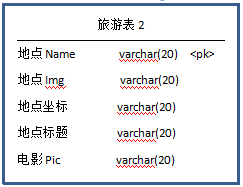 旅游表 2
地点 Name varchar(20) <pk>
地点 Img varchar(20)
地点坐标 varchar(20)
地点标题 varchar(20)
电影 Pic varchar(20)